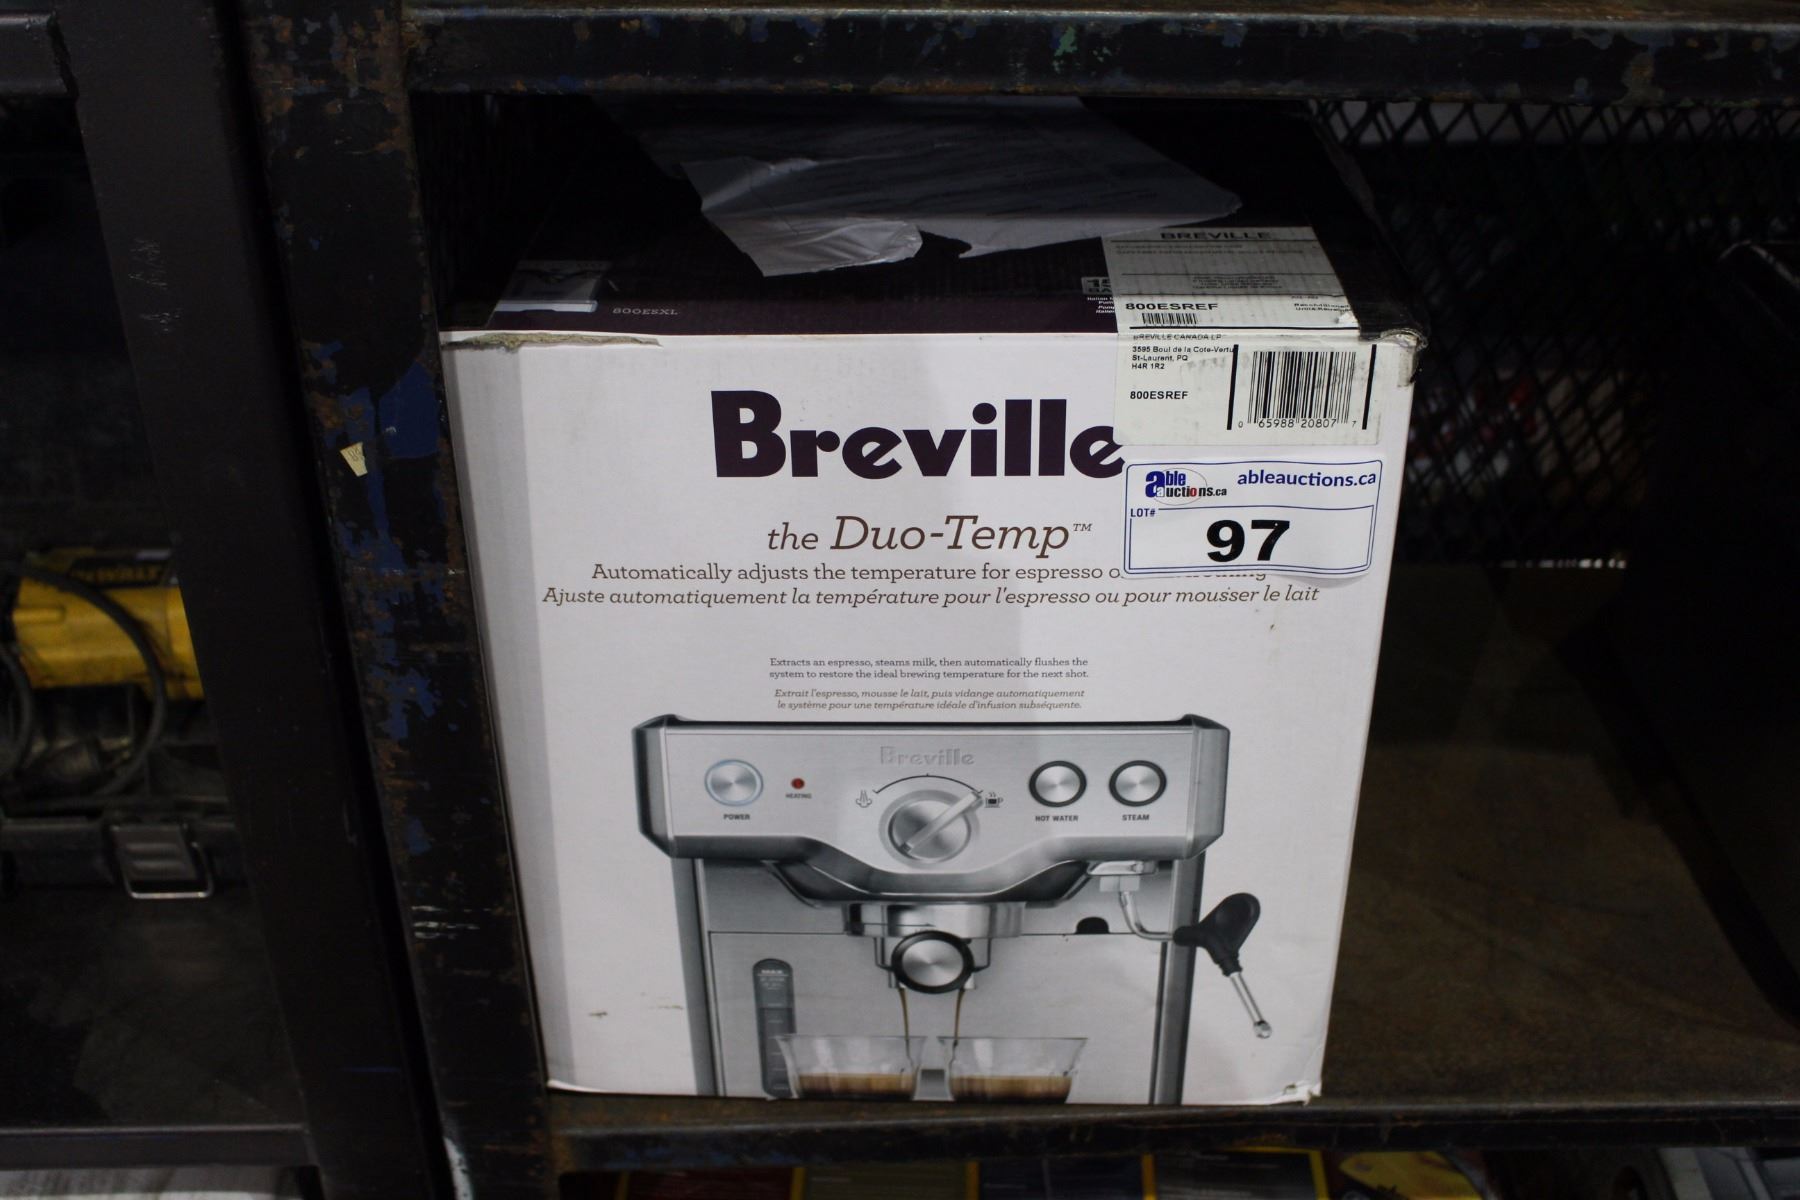 BREVILLE
800ESXL
15
800ESREF
BREVILLE CANADA LP
3595 Boul de la Cote-Vertu
St-Laurent, PQ
H4R 1R2
800ESREF
0 65988 20807 7
Breville
able auctions.ca
ableauctions.ca
LOT#
97
the Duo-Temp™
Automatically adjusts the temperature for espresso
Ajuste automatiquement la température pour l'espresso ou pour mousser le lait
Extracts an espresso, steams milk, then automatically flushes the
system to restore the ideal brewing temperature for the next shot.
Extrait l'espresso, mousse le lait, puis vidange automatiquement
le système pour une température idéale d'infusion subséquente.
Breville
POWER
HEATING
HOT WATER
STEAM
MAX
DEWALT